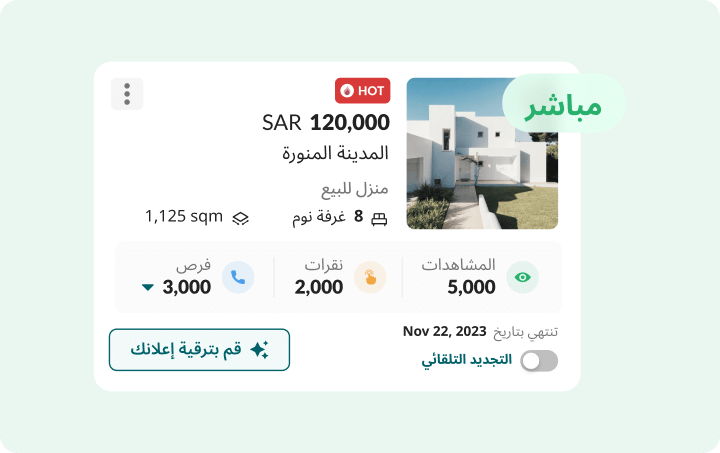 مباشر
HOT
SAR 120,000
المدينة المنورة
منزل للبيع
8 غرفة نوم
1,125 sqm
المشاهدات
5,000
نقرات
2,000
فرص
3,000
تنتهي بتاريخ Nov 22, 2023
التجديد التلقائي
قم بترقية إعلانك